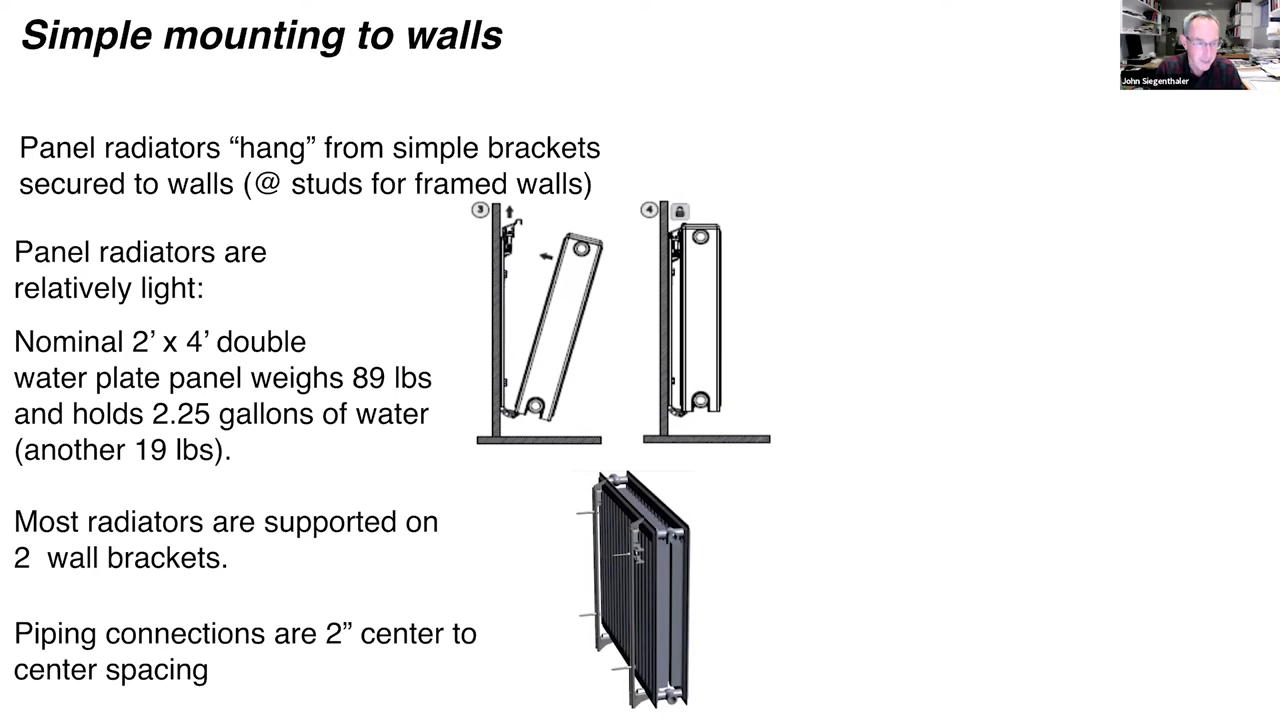 Simple mounting to walls
John Siegenthaler
Panel radiators “hang” from simple brackets
secured to walls (@ studs for framed walls)
3
4
Panel radiators are
relatively light:
Nominal 2’ x 4’ double
water plate panel weighs 89 lbs
and holds 2.25 gallons of water
(another 19 lbs).
Most radiators are supported on
2  wall brackets.
Piping connections are 2” center to
center spacing